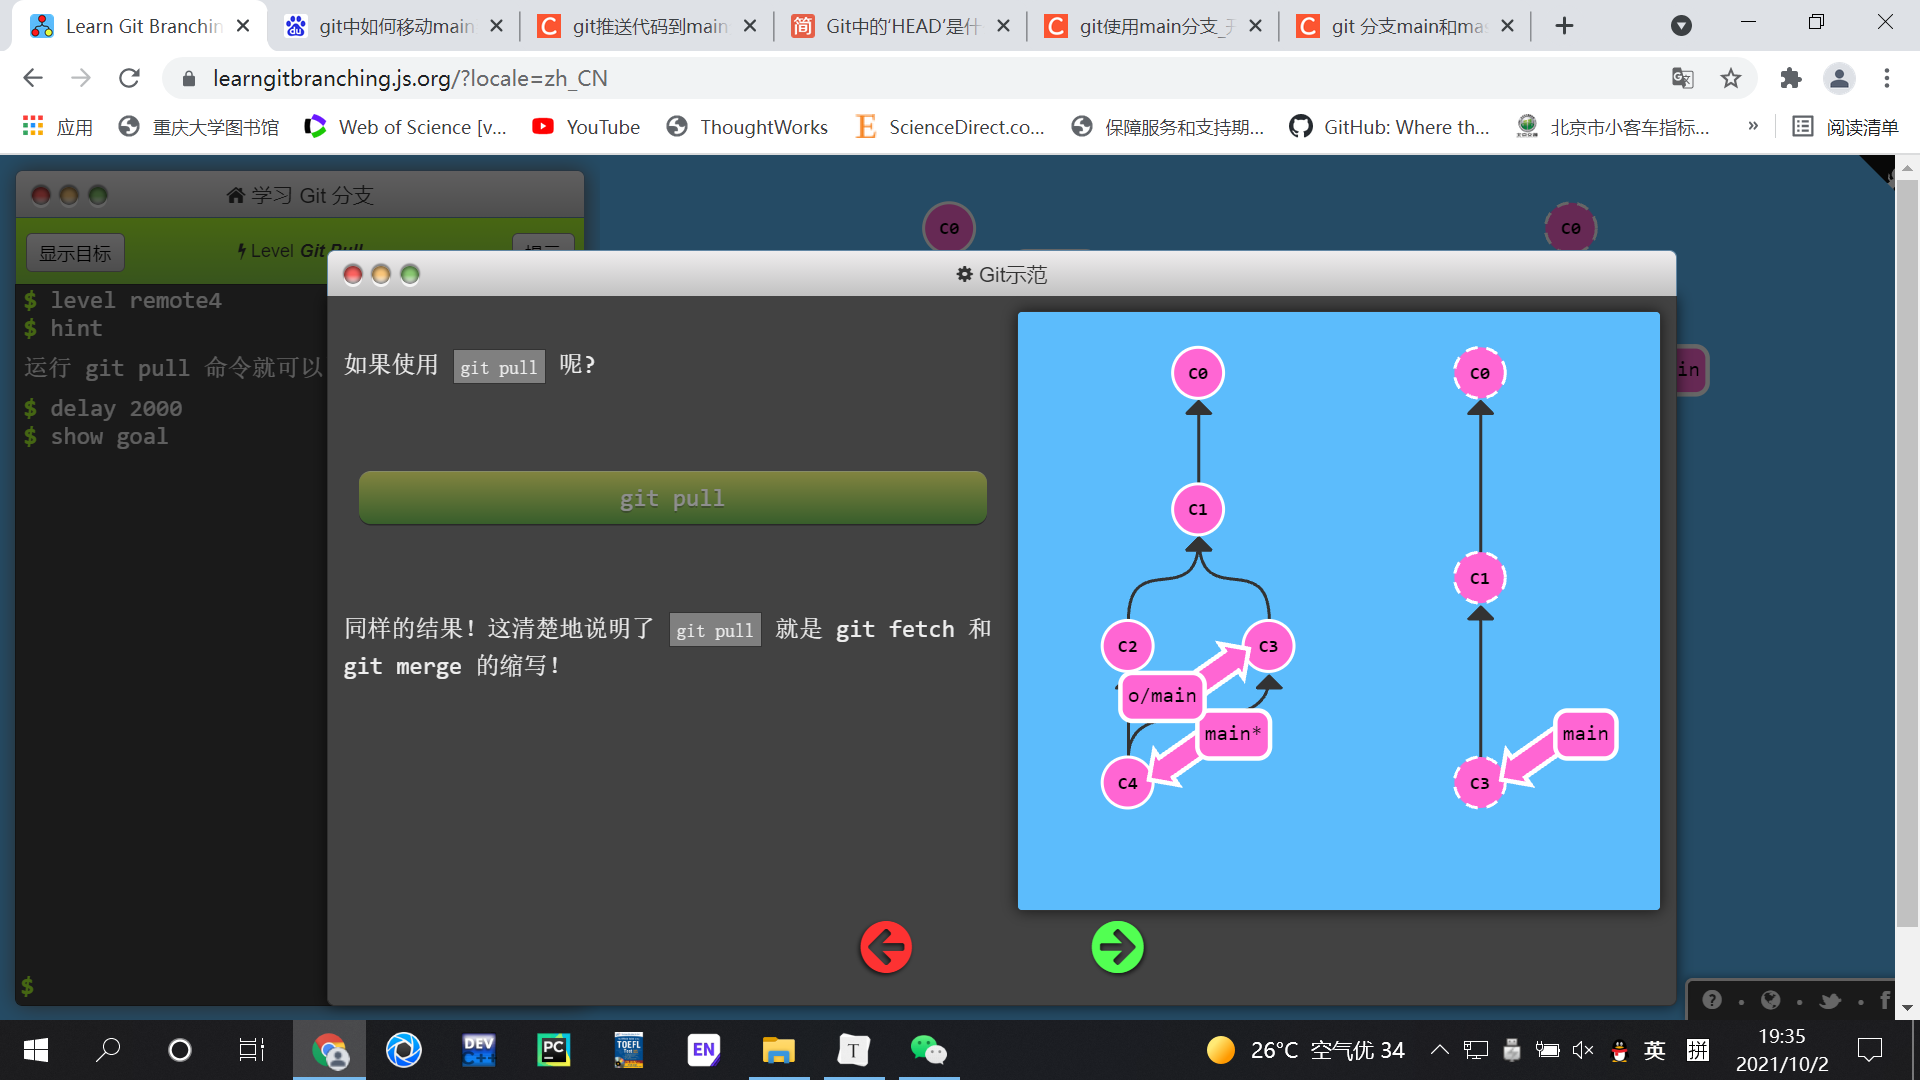 Learn Git Branchin
git中如何移动main
git推送代码到main
Git中的‘HEAD’是什
git使用main分支_开
git 分支main和mas
learngitbranching.js.org/?locale=zh_CN
应用
重庆大学图书馆
Web of Science [v...
YouTube
ThoughtWorks
ScienceDirect.co...
保障服务和支持期...
GitHub: Where th...
北京市小客车指标...
»
阅读清单
学习 Git 分支
显示目标
Level Git Pull
$ level remote4
$ hint
运行 git pull 命令就可以
$ delay 2000
$ show goal
$
C0
C0
in
Git示范
如果使用 git pull 呢?
git pull
同样的结果！这清楚地说明了 git pull 就是 git fetch 和
git merge 的缩写！
C0
C0
C1
C1
C2
C3
o/main
main*
main
C4
C3
DEV
C++
PC
TOEFL
EN
T
26°C 空气优 34
英
拼
19:35
2021/10/2